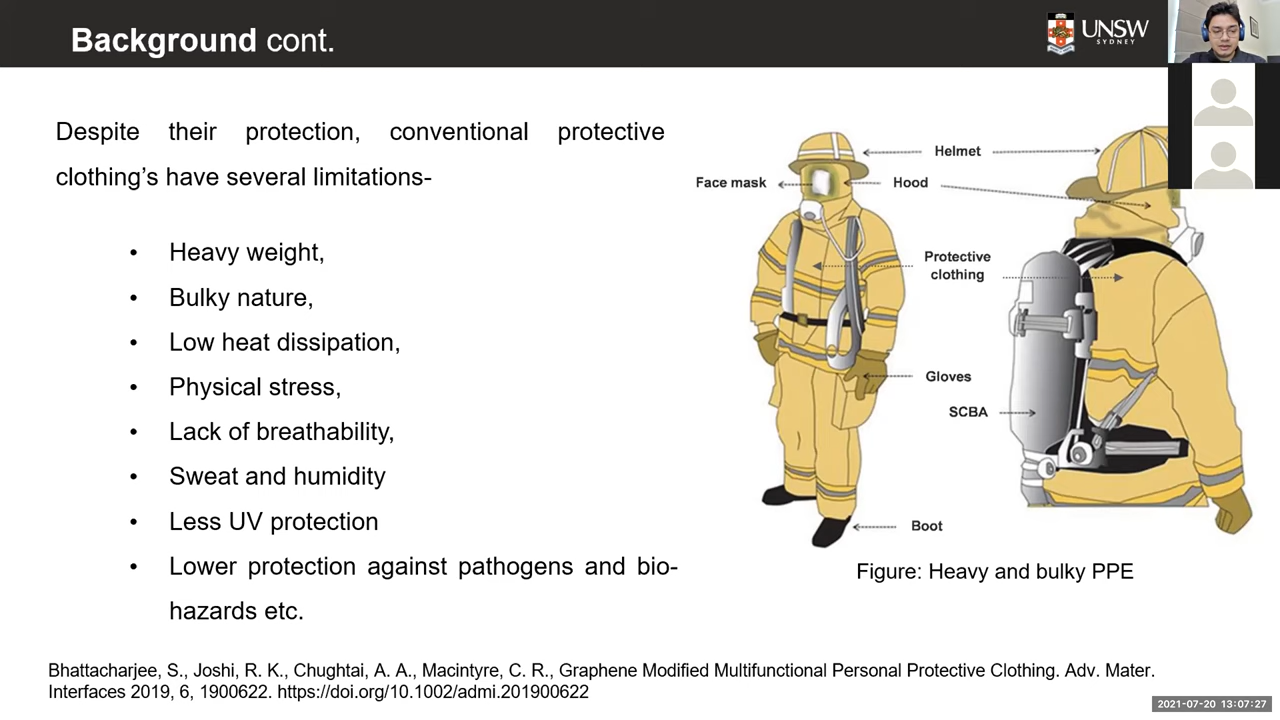 Background cont.
UNSW
SYDNEY
Despite their protection, conventional protective
clothing's have several limitations-
• Heavy weight,
• Bulky nature,
• Low heat dissipation,
• Physical stress,
• Lack of breathability,
• Sweat and humidity
• Less UV protection
• Lower protection against pathogens and bio-
hazards etc.
Helmet
Face mask
Hood
Protective
clothing
Gloves
SCBA
Boot
Figure: Heavy and bulky PPE
Bhattacharjee, S., Joshi, R. K., Chughtai, A. A., Macintyre, C. R., Graphene Modified Multifunctional Personal Protective Clothing. Adv. Mater.
Interfaces 2019, 6, 1900622. https://doi.org/10.1002/admi.201900622
2021-07-20 13:07:27